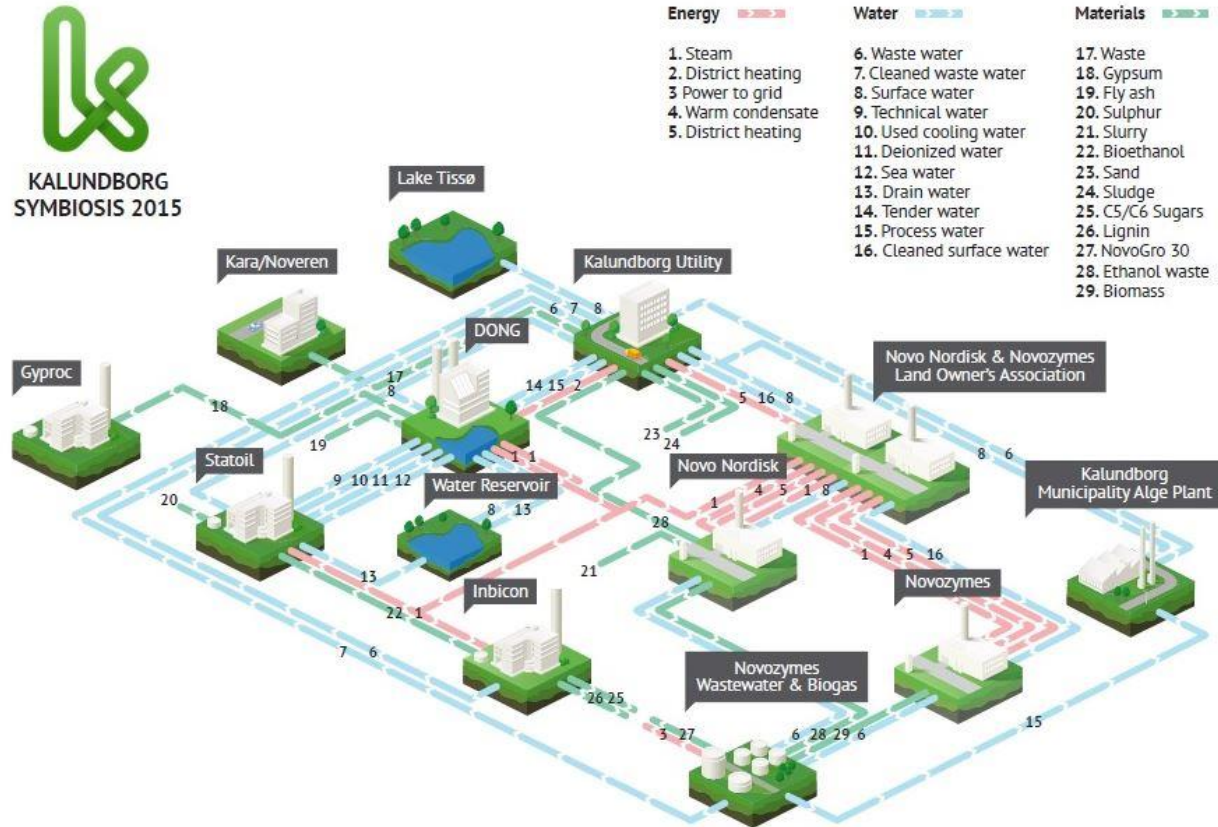 KALUNDBORG
SYMBIOSIS 2015
Energy
1. Steam
2. District heating
3 Power to grid
4. Warm condensate
5. District heating
Water
6. Waste water
7. Cleaned waste water
8. Surface water
9. Technical water
10. Used cooling water
11. Deionized water
12. Sea water
13. Drain water
14. Tender water
15. Process water
16. Cleaned surface water
Materials
17. Waste
18. Gypsum
19. Fly ash
20. Sulphur
21. Slurry
22. Bioethanol
23. Sand
24. Sludge
25. C5/C6 Sugars
26. Lignin
27. NovoGro 30
28. Ethanol waste
29. Biomass
Lake Tissø
Kara/Noveren
Kalundborg Utility
6 7 8
DONG
Gyproc
Novo Nordisk & Novozymes
Land Owner's Association
17
8
14 15 2
5 16 8
18
19
23
24
8 6
Statoil
1 1
Novo Nordisk
Kalundborg
Municipality Alge Plant
9 10 11 12
Water Reservoir
1 4 5 1 8
20
8 13
28
1 4 5 16
21
13
Inbicon
Novozymes
22 1
7 6
Novozymes
Wastewater & Biogas
26 25
15
3 27
6 28 29 6